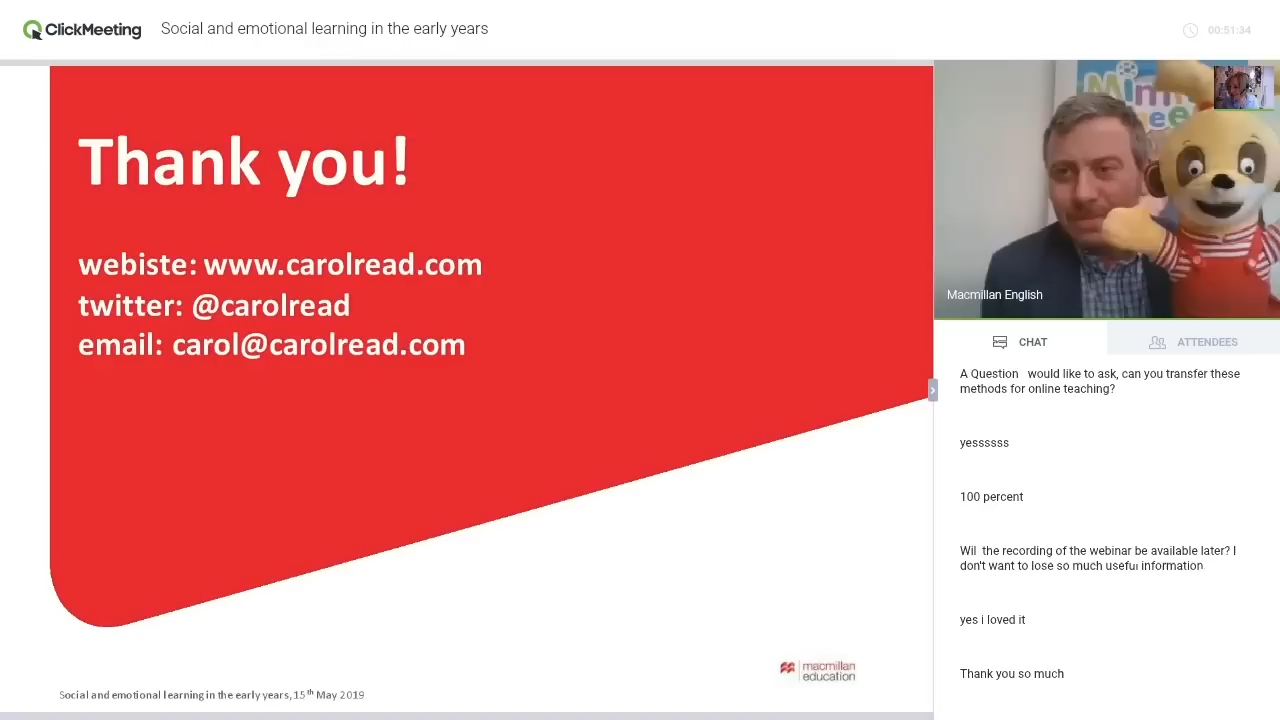 ClickMeeting
Social and emotional learning in the early years
00:51:34
Thank you!
webiste: www.carolread.com
twitter: @carolread
email: carol@carolread.com
macmillan
education
Social and emotional learning in the early years, 15th May 2019
Macmillan English
CHAT
ATTENDEES
A Question would like to ask, can you transfer these
methods for online teaching?
yessssss
100 percent
Wil the recording of the webinar be available later? I
don't want to lose so much useful information
yes i loved it
Thank you so much